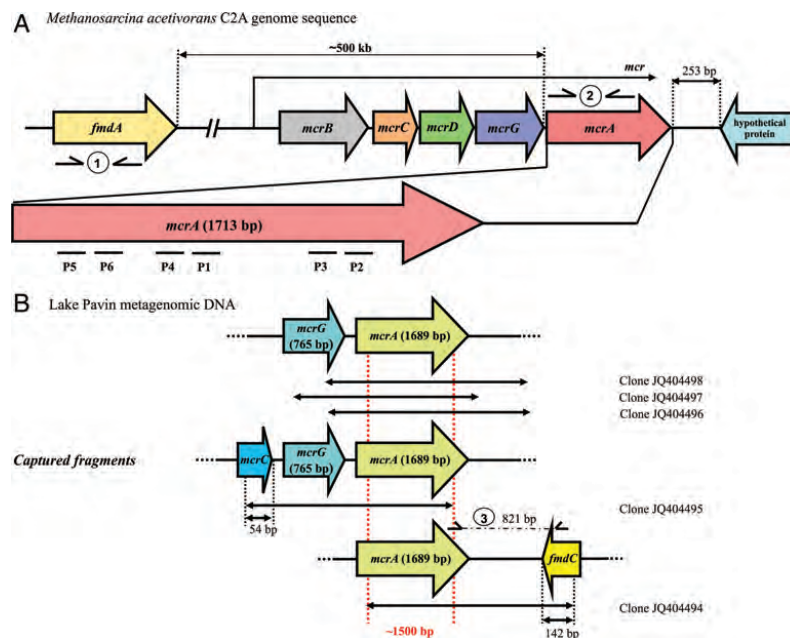 A Methanosarcina acetivorans C2A genome sequence
~500 kb
mcr
253 bp
2
fmdA
mcrB
mcrC
mcrD
mcrG
mcrA
hypothetical
protein
1
mcrA (1713 bp)
P5 P6 P4 P1 P3 P2
B Lake Pavin metagenomic DNA
mcrG
(765 bp)
mcrA (1689 bp)
Clone JQ404498
Clone JQ404497
Clone JQ404496
Captured fragments
mcrC
mcrG
(765 bp)
mcrA (1689 bp)
Clone JQ404495
54 bp
3
821 bp
mcrA (1689 bp)
fmdC
Clone JQ404494
~1500 bp
142 bp